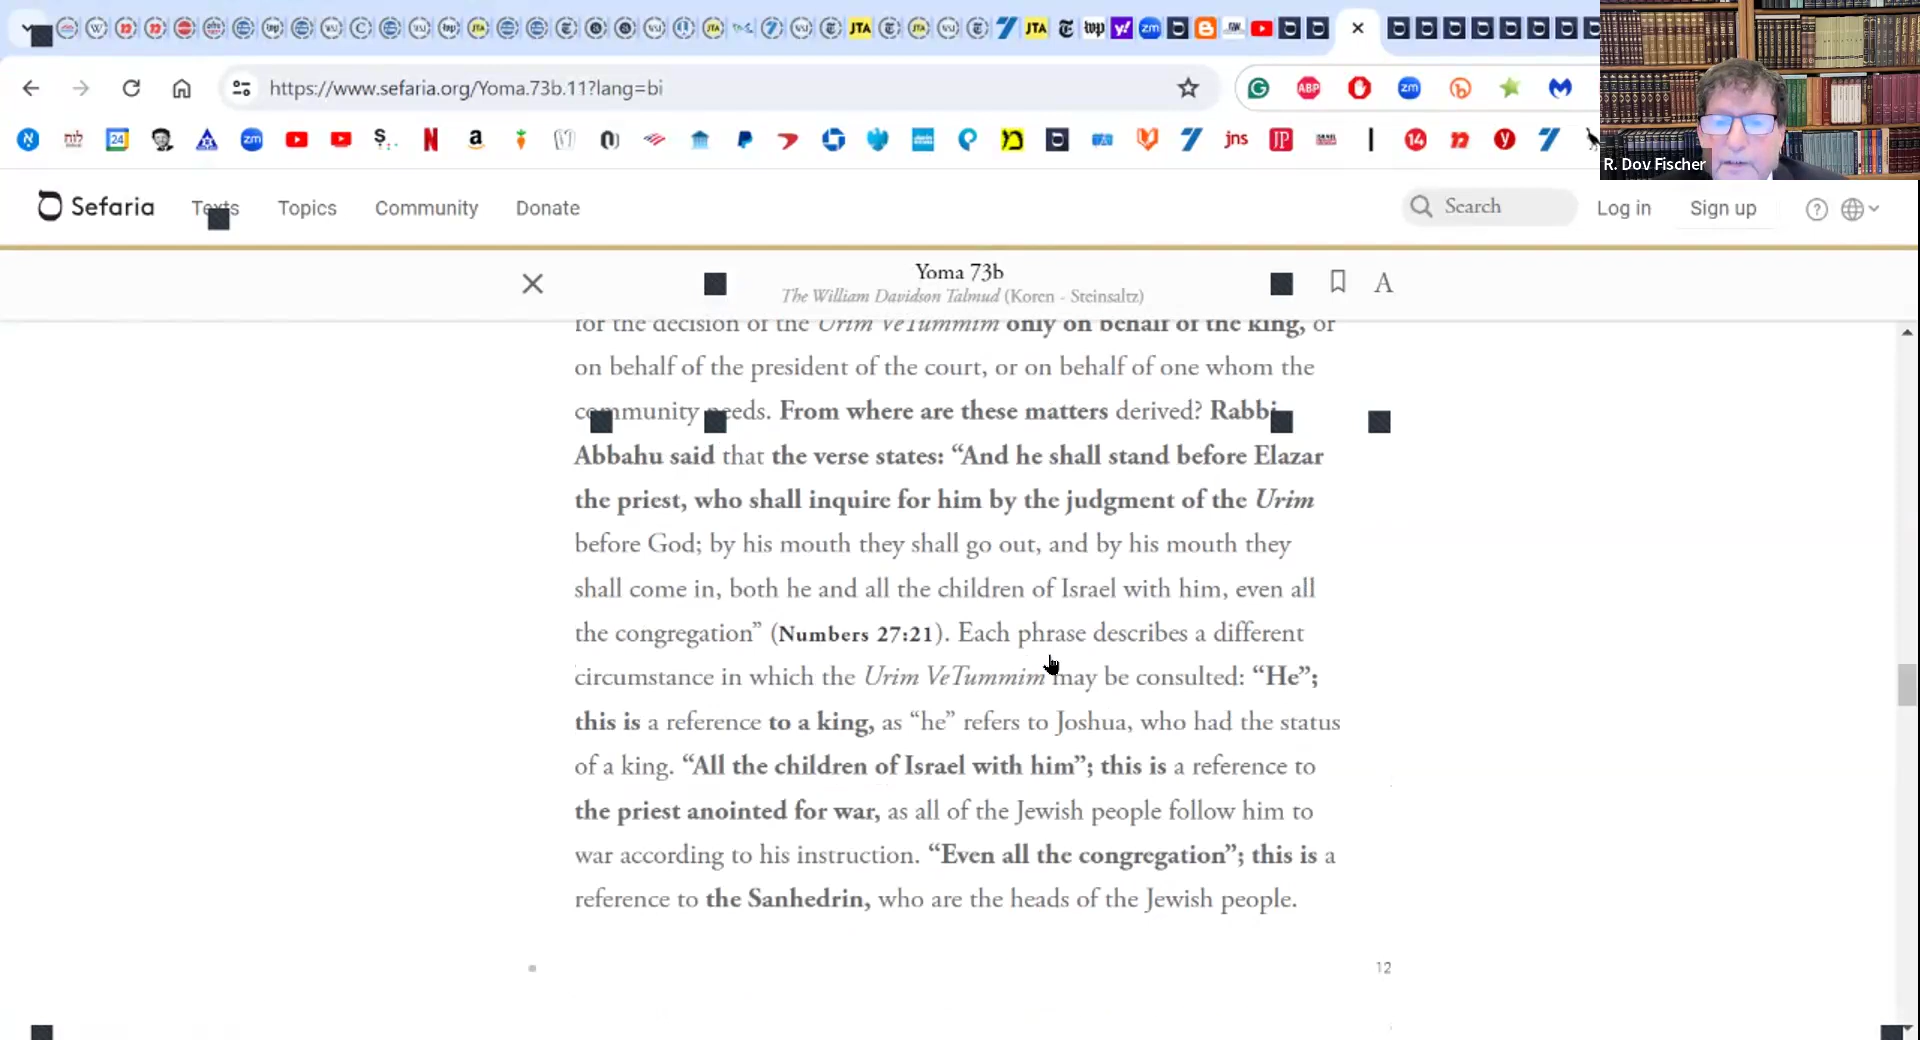 https://www.sefaria.org/Yoma.73b.11?lang=bi
R. Dov Fischer
Sefaria
Texts
Topics
Community
Donate
Search
Log in
Sign up
Yoma 73b
The William Davidson Talmud (Koren - Steinsaltz)
for the decision of the Urim VeTummim only on behalf of the king, or
on behalf of the president of the court, or on behalf of one whom the
community needs. From where are these matters derived? Rabbi
Abbahu said that the verse states: “And he shall stand before Elazar
the priest, who shall inquire for him by the judgment of the Urim
before God; by his mouth they shall go out, and by his mouth they
shall come in, both he and all the children of Israel with him, even all
the congregation” (Numbers 27:21). Each phrase describes a different
circumstance in which the Urim VeTummim may be consulted: “He”;
this is a reference to a king, as “he” refers to Joshua, who had the status
of a king. “All the children of Israel with him”; this is a reference to
the priest anointed for war, as all of the Jewish people follow him to
war according to his instruction. “Even all the congregation”; this is a
reference to the Sanhedrin, who are the heads of the Jewish people.
12